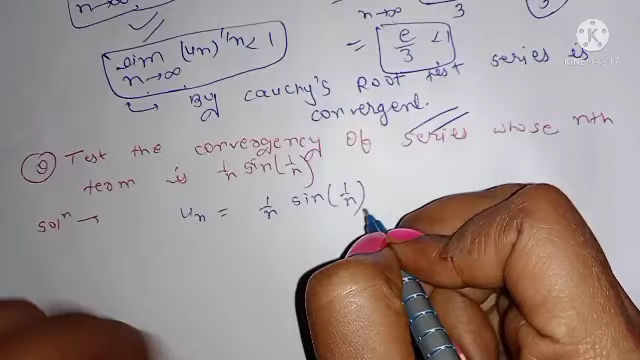 n→∞
n→∞ 3
lim (un)^1/n < 1
n→∞
= e/3 < 1
By Cauchy's Root test series is
convergent.
Q Test the convergency of series whose nth
term is 1/n sin(1/n)
Solⁿ → un = 1/n sin(1/n)